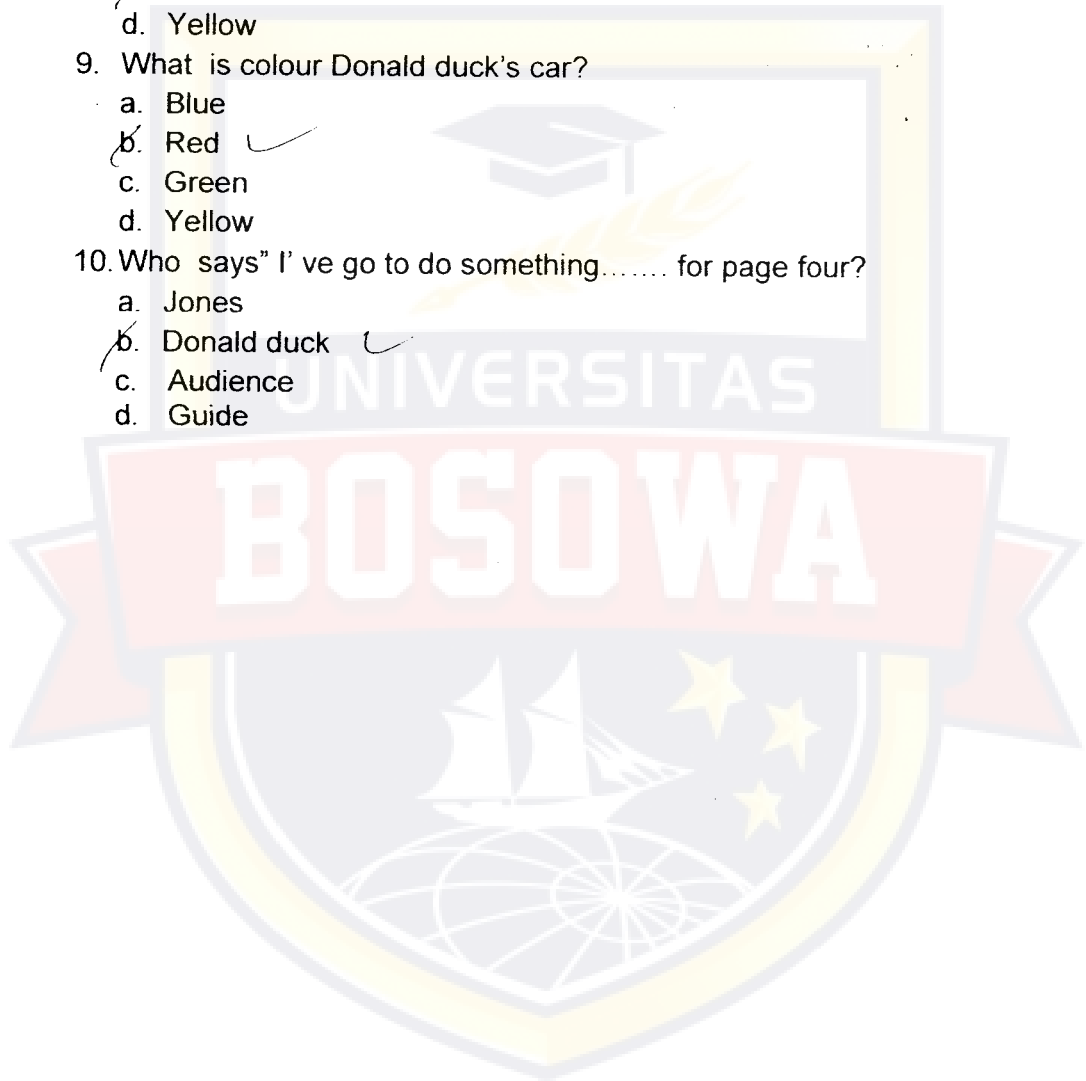 d. Yellow
9. What is colour Donald duck's car?
a. Blue
b. Red
c. Green
d. Yellow
10. Who says" I' ve go to do something....... for page four?
a. Jones
b. Donald duck
c. Audience
d. Guide
UNIVERSITAS
BOSOWA